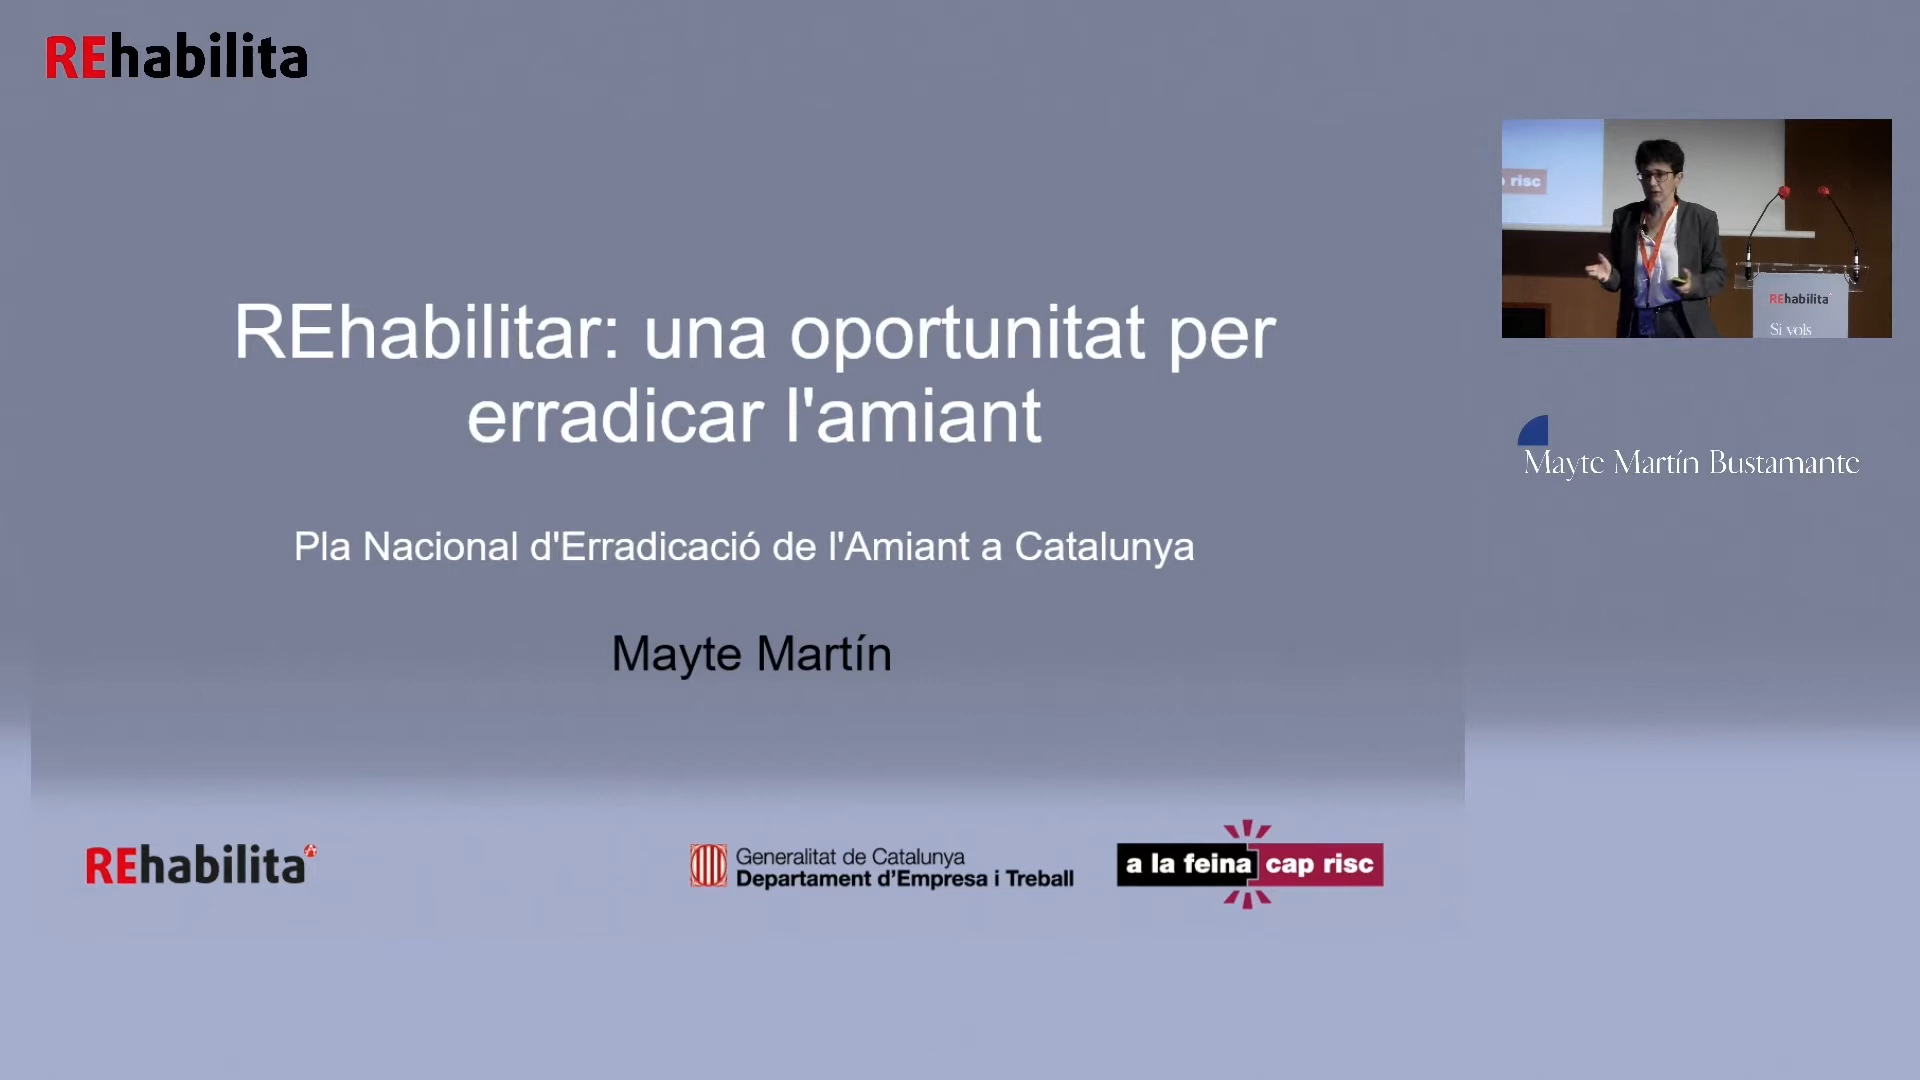 REhabilita
REhabilitar: una oportunitat per
erradicar l'amiant
Pla Nacional d'Erradicació de l'Amiant a Catalunya
Mayte Martín
REhabilita
Generalitat de Catalunya
Departament d'Empresa i Treball
a la feina cap risc
risc
REhabilita
Si vols
Mayte Martín Bustamante